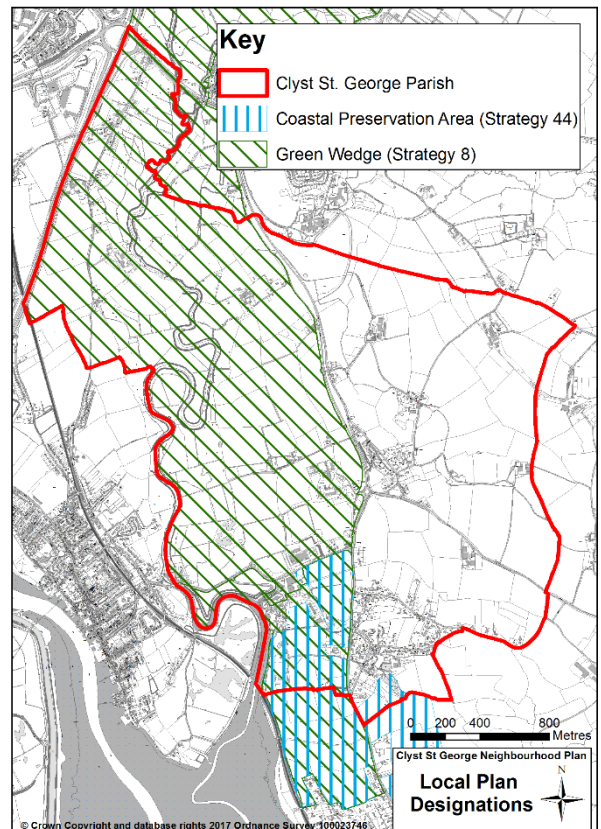 Key
Clyst St. George Parish
Coastal Preservation Area (Strategy 44)
Green Wedge (Strategy 8)
0 200 400 800
Metres
Clyst St George Neighbourhood Plan
Local Plan
Designations
N
© Crown Copyright and database rights 2017 Ordnance Survey 100023746